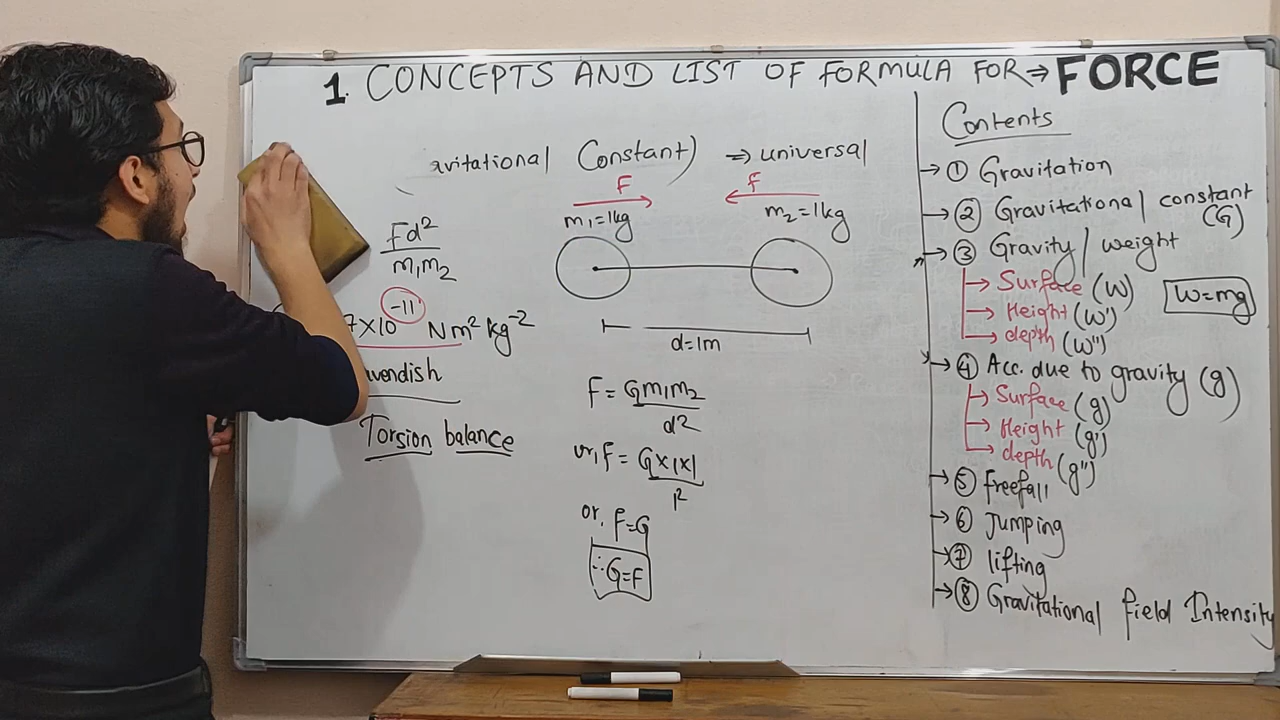 1. CONCEPTS AND LIST OF FORMULA FOR ⇒ FORCE
avitational Constant) ⇒ universal
F F
m₁=1kg m₂=1kg
Fd²
m₁m₂
7×10⁻¹¹ Nm² kg⁻²
d=1m
avendish
Torsion balance
F = Gm₁m₂
d²
or, F = G×1×1
1²
or, F=G
∴ G=F
Contents
① Gravitation
② Gravitational constant (G)
③ Gravity / weight
Surface (W)
W=mg
Height (W')
depth (W'')
④ Acc. due to gravity (g)
Surface (g)
Height (g')
depth (g'')
⑤ freefall
⑥ Jumping
⑦ lifting
⑧ Gravitational field Intensity